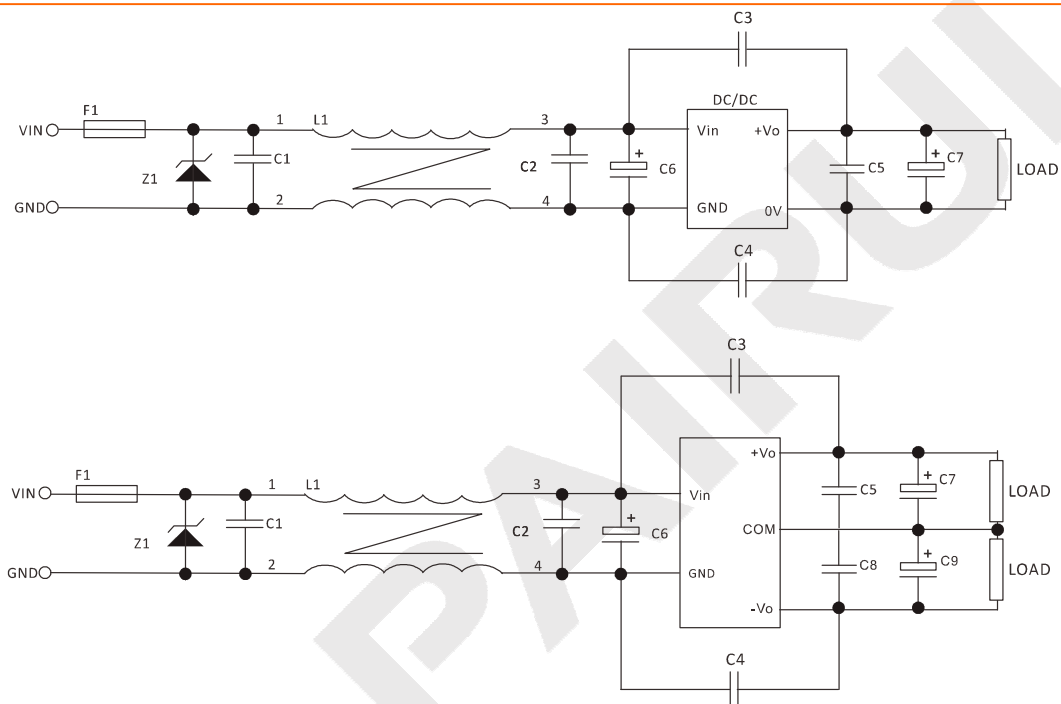 C3
F1
DC/DC
VIN
1
L1
3
Vin
+Vo
Z1
C1
C2
+
C6
C5
+
C7
LOAD
GND
2
4
GND
0V
C4
C3
+Vo
F1
VIN
1
L1
3
Vin
C5
+
C7
LOAD
Z1
C1
C2
+
C6
COM
GND
2
4
GND
C8
+
C9
LOAD
-Vo
C4
PAIRUI